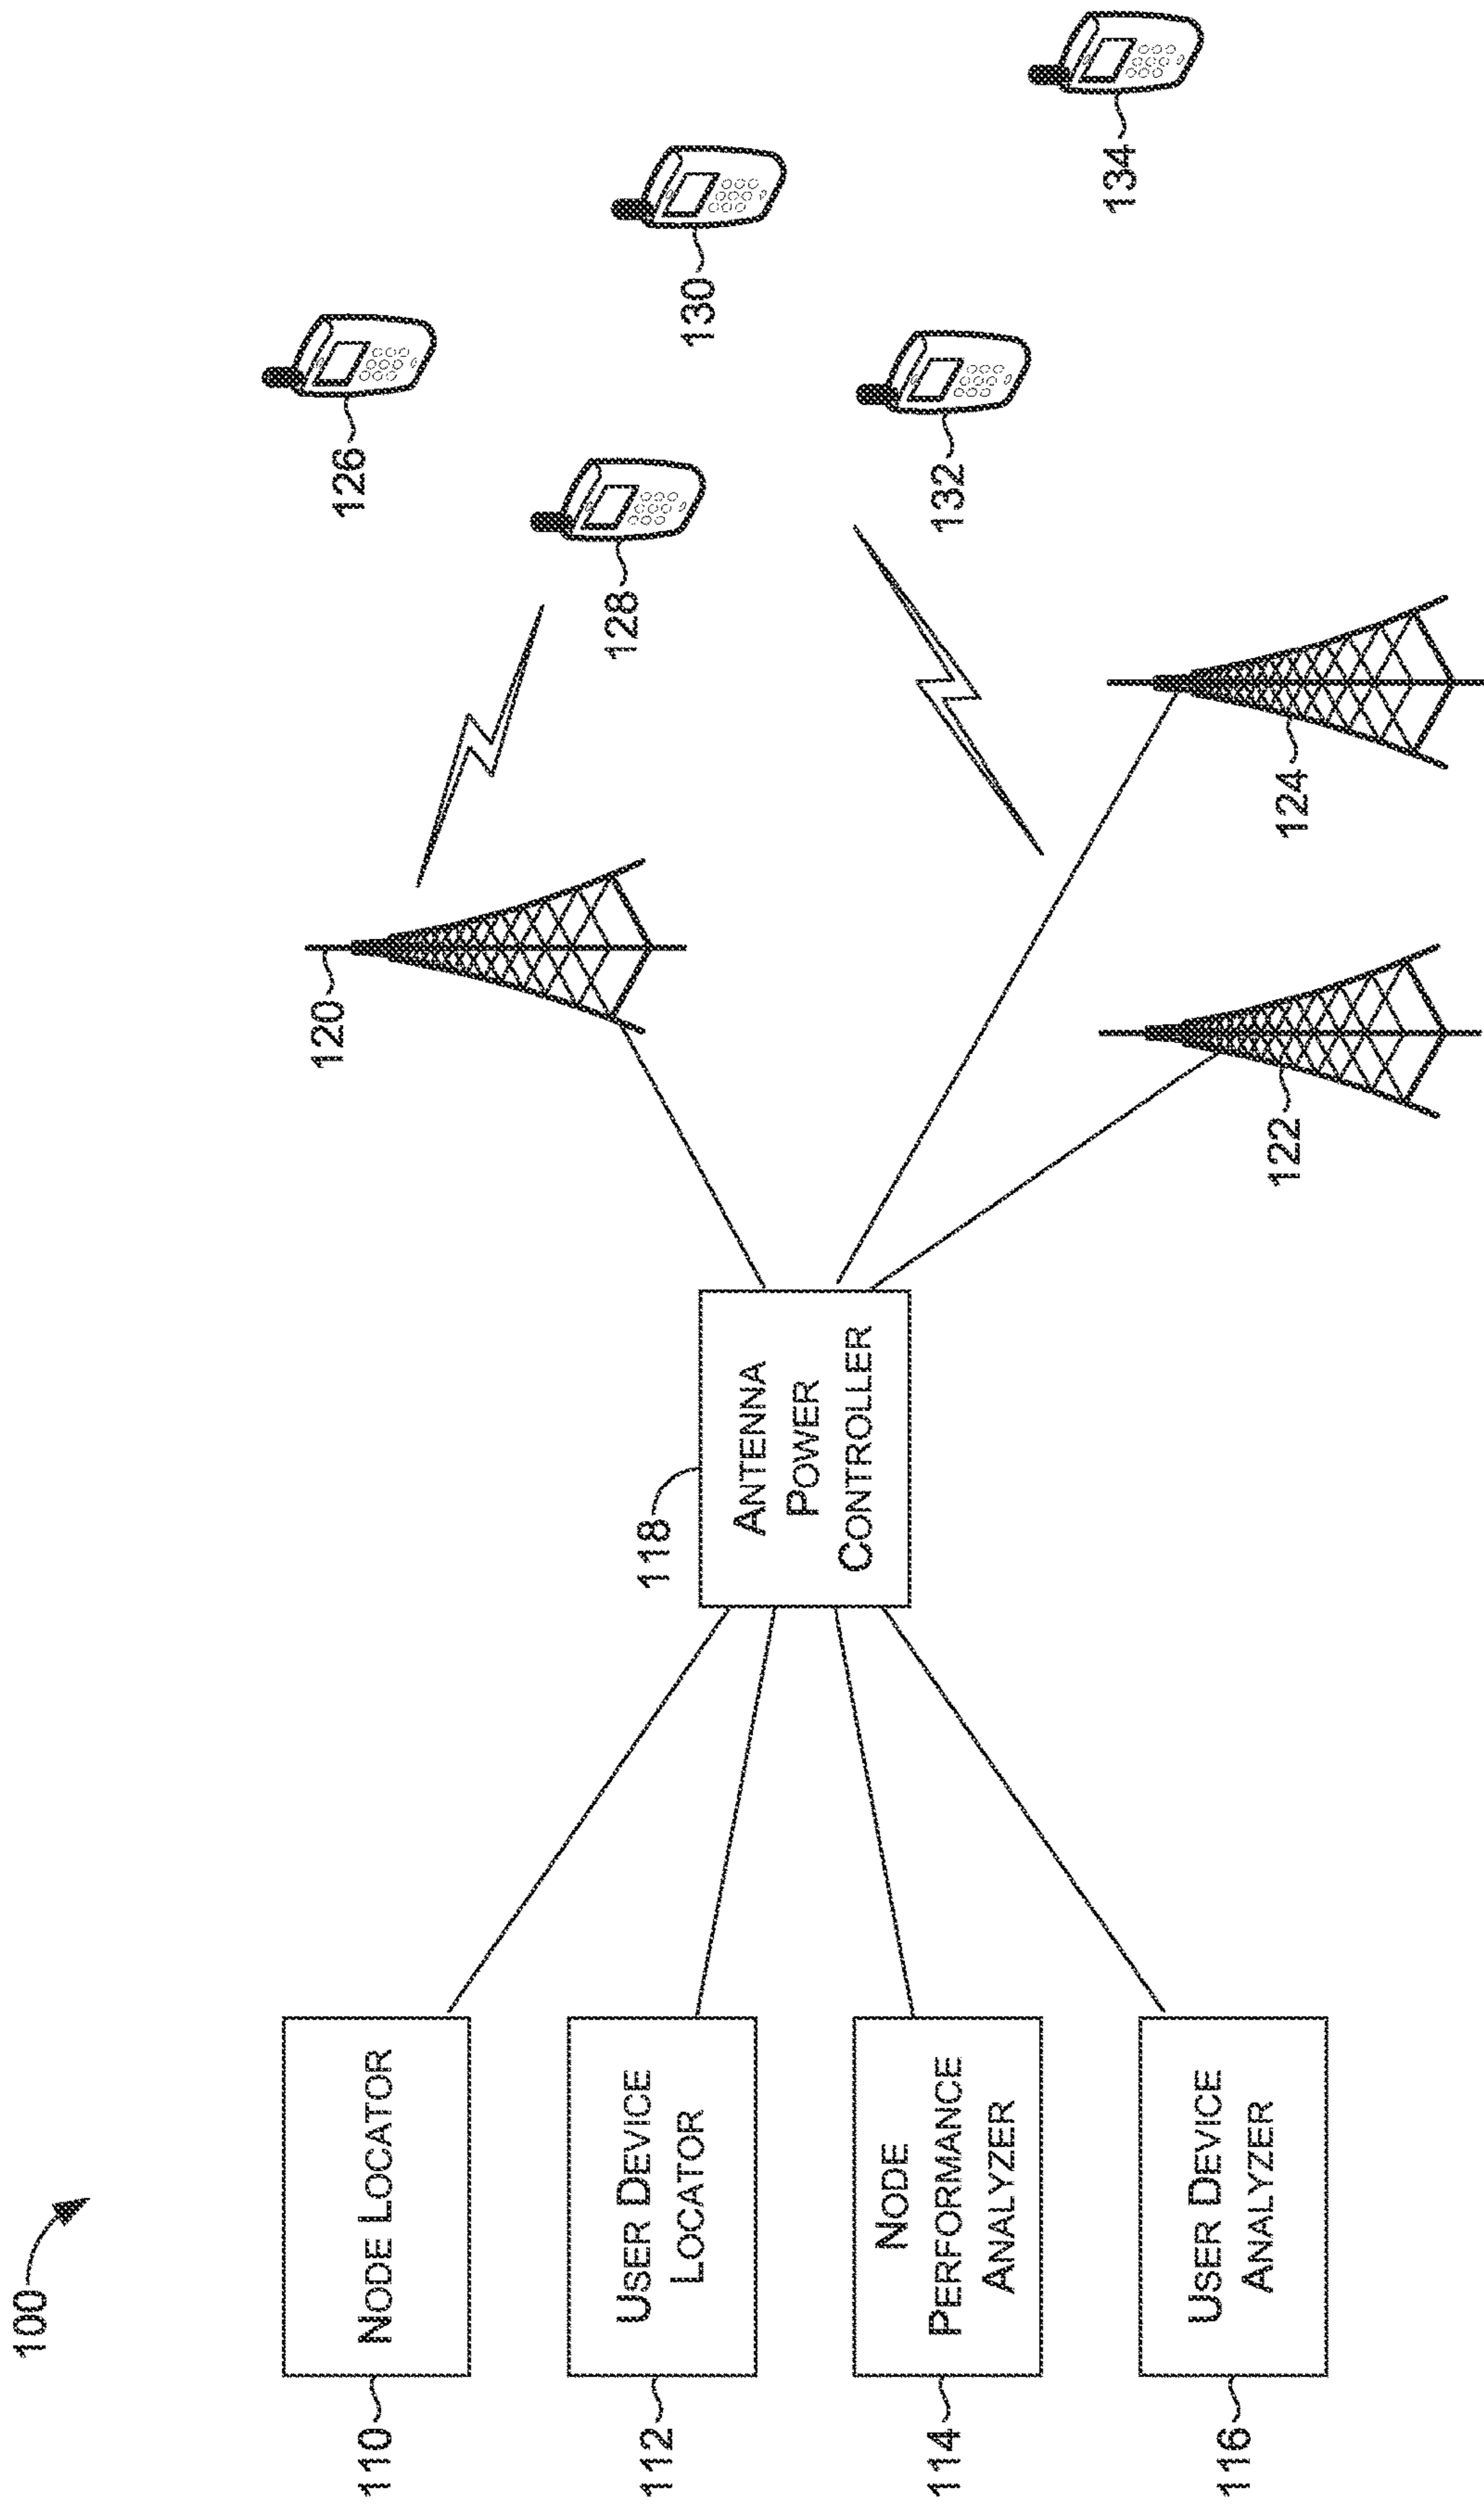 100
110
NODE LOCATOR
112
USER DEVICE
LOCATOR
114
NODE
PERFORMANCE
ANALYZER
116
USER DEVICE
ANALYZER
118
ANTENNA
POWER
CONTROLLER
120
122
124
126
128
130
132
134